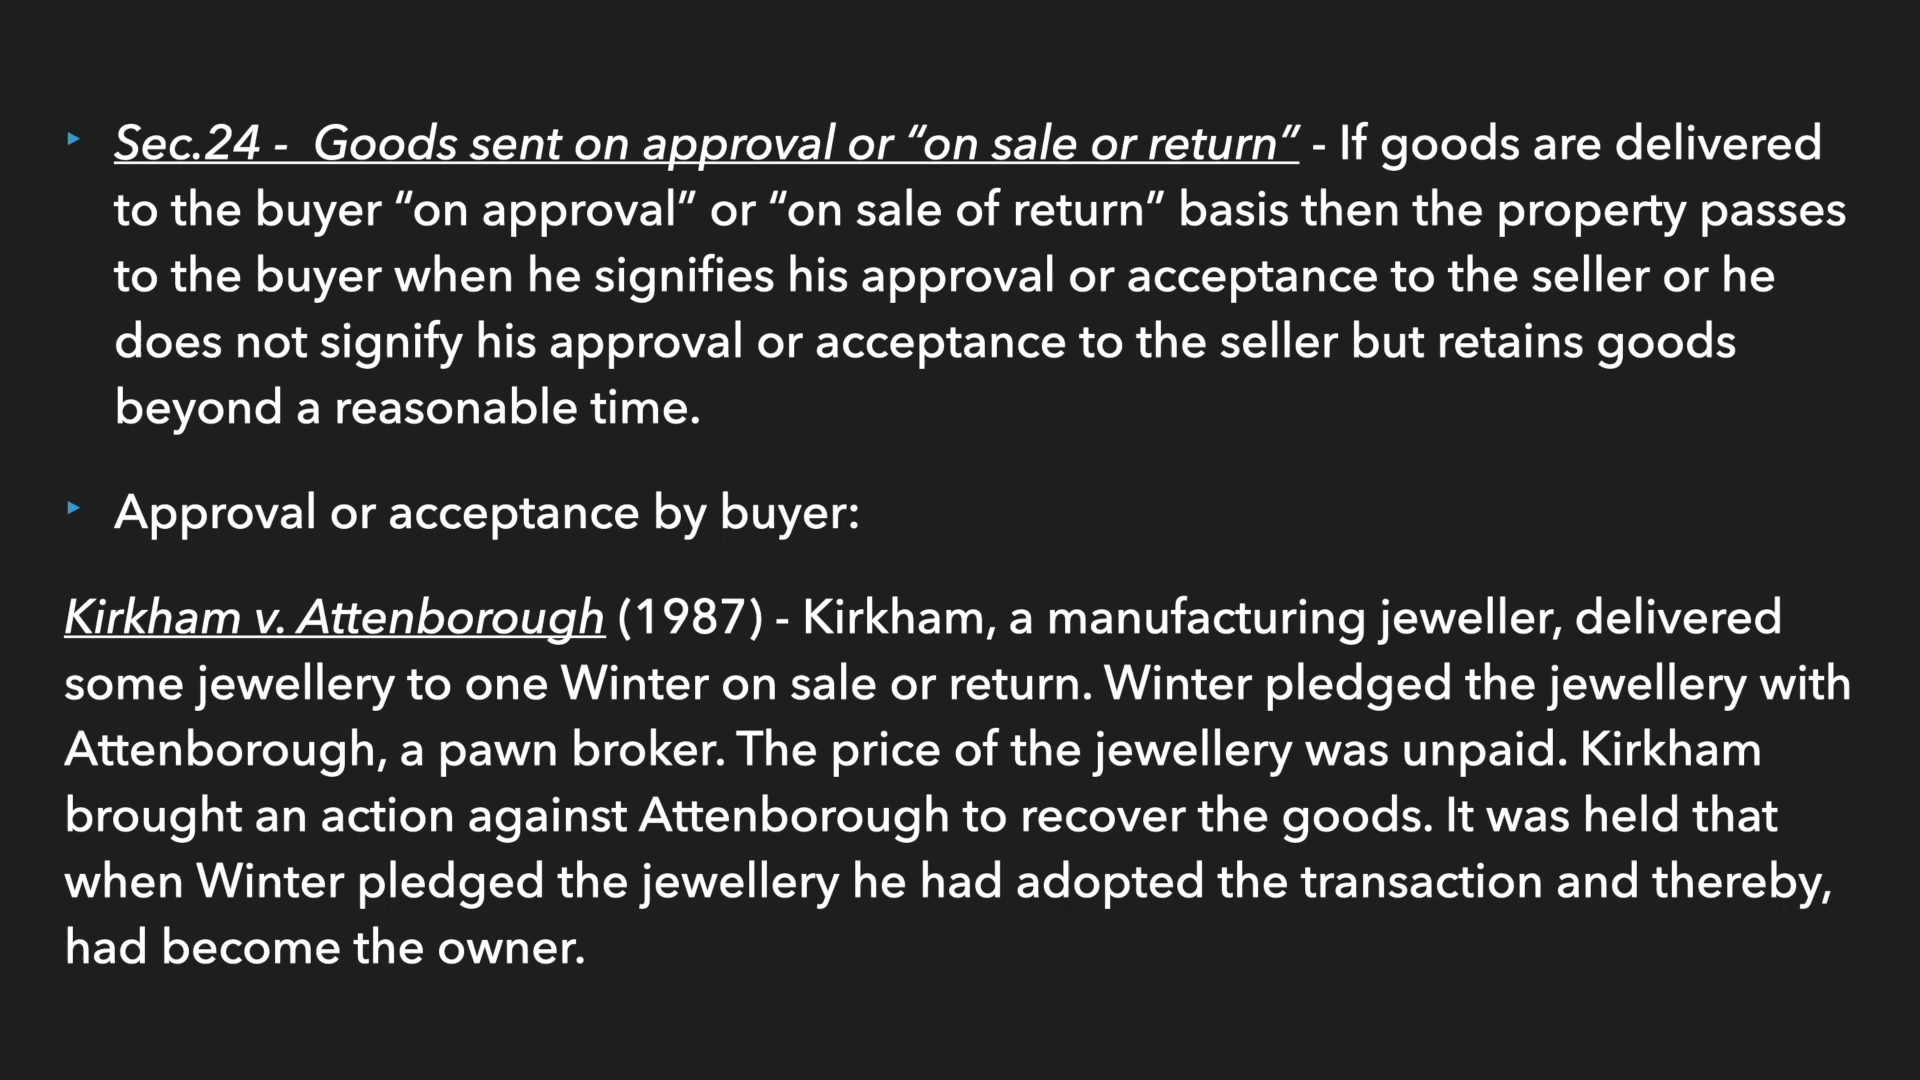 Sec.24 -  Goods sent on approval or “on sale or return” - If goods are delivered
to the buyer “on approval” or “on sale of return” basis then the property passes
to the buyer when he signifies his approval or acceptance to the seller or he
does not signify his approval or acceptance to the seller but retains goods
beyond a reasonable time.
Approval or acceptance by buyer:
Kirkham v. Attenborough (1987) - Kirkham, a manufacturing jeweller, delivered
some jewellery to one Winter on sale or return. Winter pledged the jewellery with
Attenborough, a pawn broker. The price of the jewellery was unpaid. Kirkham
brought an action against Attenborough to recover the goods. It was held that
when Winter pledged the jewellery he had adopted the transaction and thereby,
had become the owner.